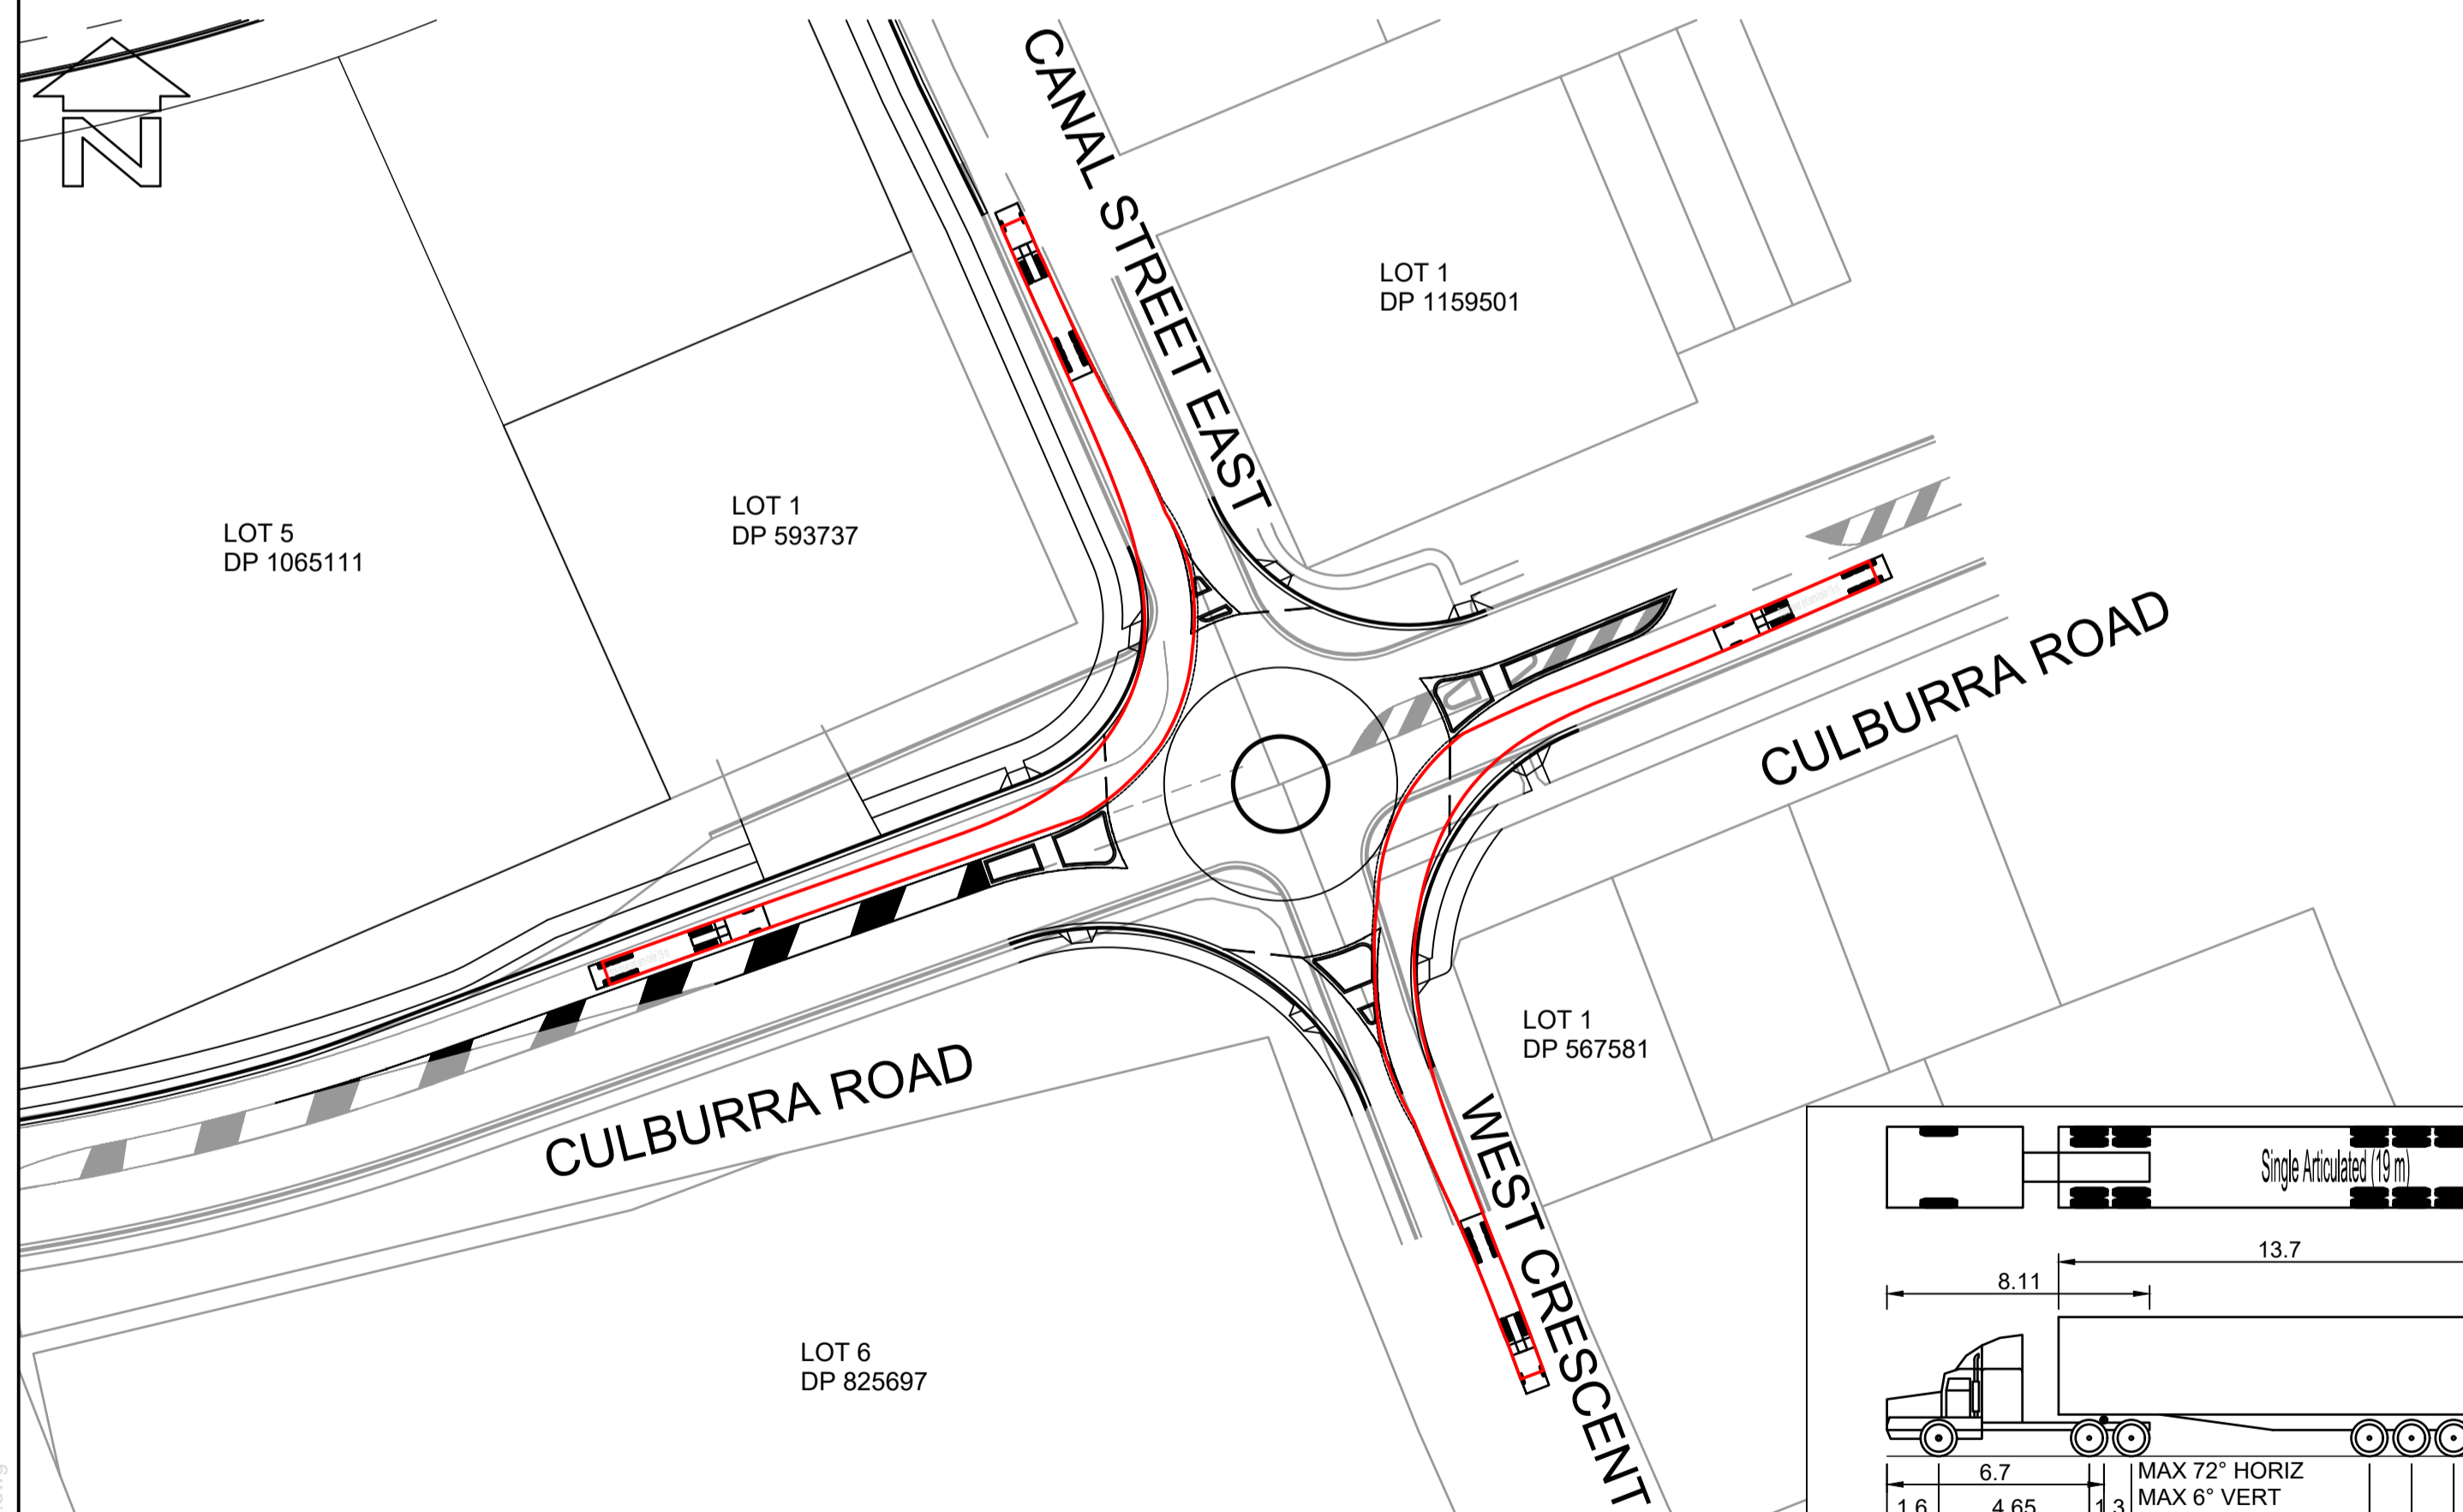 N
CANAL STREET EAST
LOT 1
DP 1159501
LOT 1
DP 593737
LOT 5
DP 1065111
CULBURRA ROAD
LOT 1
DP 567581
CULBURRA ROAD
WEST CRESCENT
LOT 6
DP 825697
Single Articulated (19 m)
13.7
8.11
6.7
MAX 72° HORIZ
MAX 6° VERT
1.6
4.65
1.3